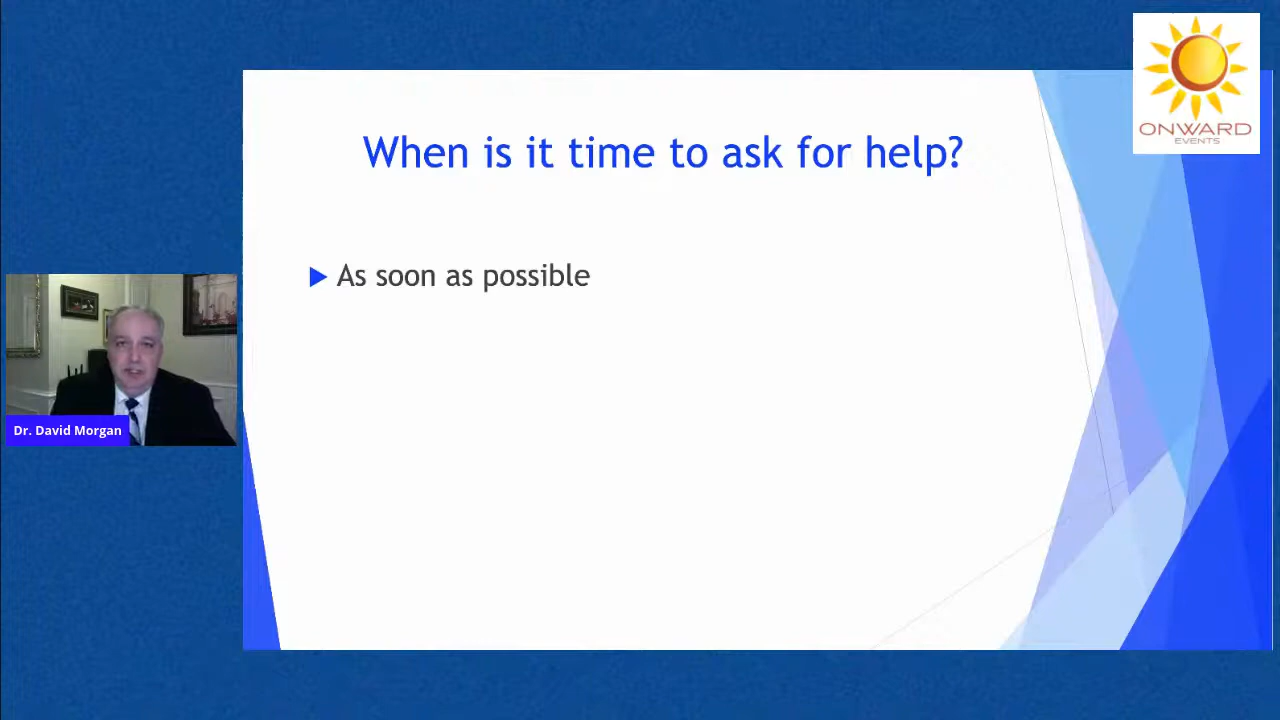 ONWARD
EVENTS
When is it time to ask for help?
As soon as possible
Dr. David Morgan